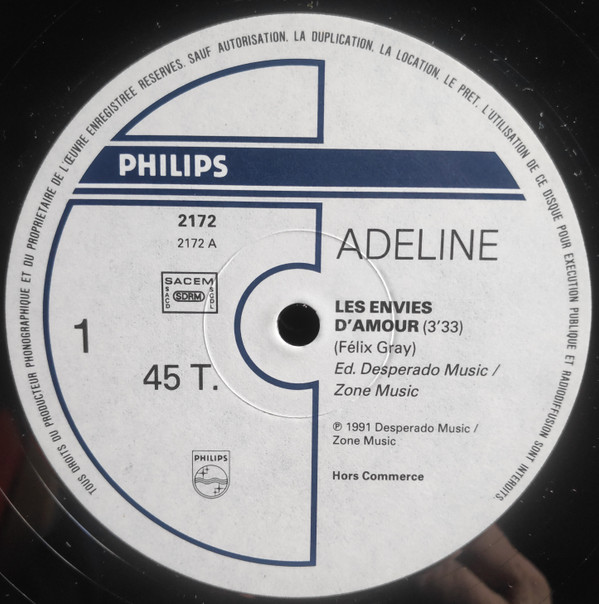 TOUS DROITS DU PRODUCTEUR PHONOGRAPHIQUE ET DU PROPRIETAIRE DE L'ŒUVRE ENREGISTREE RESERVES. SAUF AUTORISATION, LA DUPLICATION, LA LOCATION, LE PRET, L'UTILISATION DE CE DISQUE POUR EXECUTION PUBLIQUE ET RADIODIFFUSION SONT INTERDITS.
PHILIPS
2172
2172 A
ADELINE
SACEM
SACD
SDRM
SGDL
LES ENVIES
D'AMOUR (3'33)
(Félix Gray)
1
45 T.
Ed. Desperado Music /
Zone Music
℗ 1991 Desperado Music /
Zone Music
PHILIPS
Hors Commerce